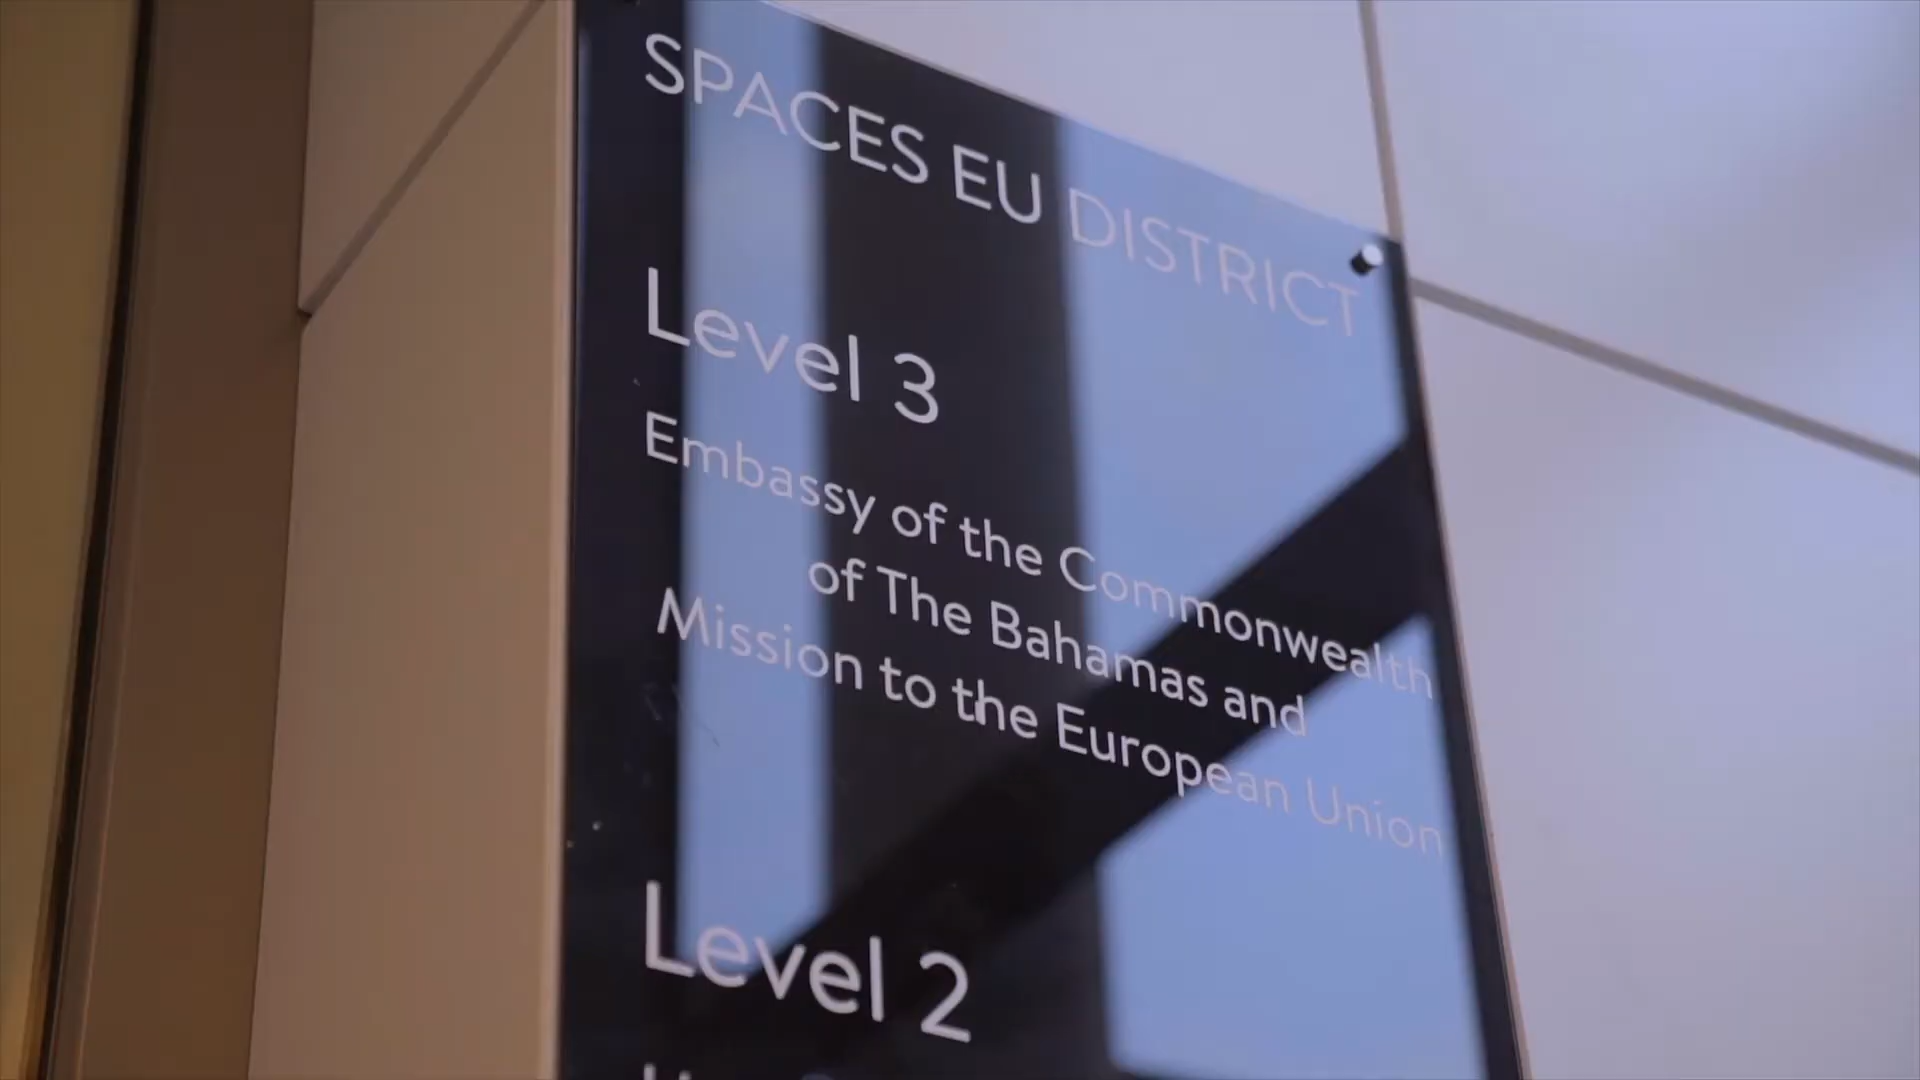 SPACES EU DISTRICT
Level 3
Embassy of the Commonwealth
of The Bahamas and
Mission to the European Union
Level 2